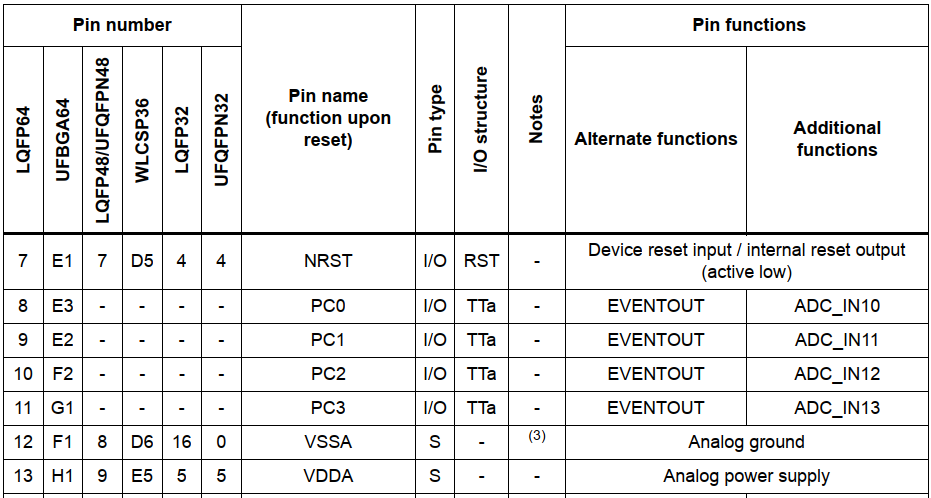 Pin number Pin functions
LQFP64 UFBGA64 LQFP48/UFQFPN48 WLCSP36 LQFP32 UFQFPN32 Pin name (function upon reset) Pin type I/O structure Notes Alternate functions Additional functions
7 E1 7 D5 4 4 NRST I/O RST - Device reset input / internal reset output (active low)
8 E3 - - - - PC0 I/O TTa - EVENTOUT ADC_IN10
9 E2 - - - - PC1 I/O TTa - EVENTOUT ADC_IN11
10 F2 - - - - PC2 I/O TTa - EVENTOUT ADC_IN12
11 G1 - - - - PC3 I/O TTa - EVENTOUT ADC_IN13
12 F1 8 D6 16 0 VSSA S - (3) Analog ground
13 H1 9 E5 5 5 VDDA S - - Analog power supply